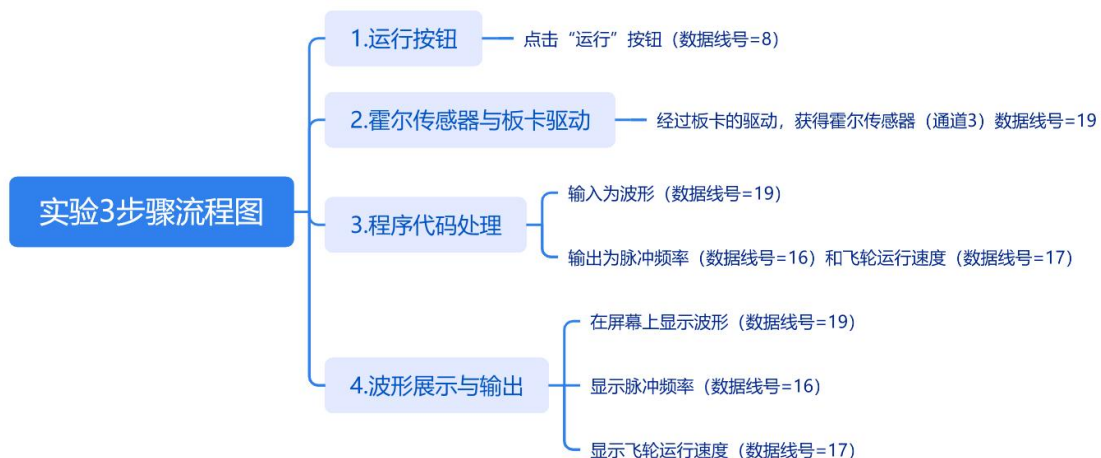 实验3步骤流程图
1.运行按钮
点击“运行”按钮（数据线号=8）
2.霍尔传感器与板卡驱动
经过板卡的驱动，获得霍尔传感器（通道3）数据线号=19
3.程序代码处理
输入为波形（数据线号=19）
输出为脉冲频率（数据线号=16）和飞轮运行速度（数据线号=17）
4.波形展示与输出
在屏幕上显示波形（数据线号=19）
显示脉冲频率（数据线号=16）
显示飞轮运行速度（数据线号=17）